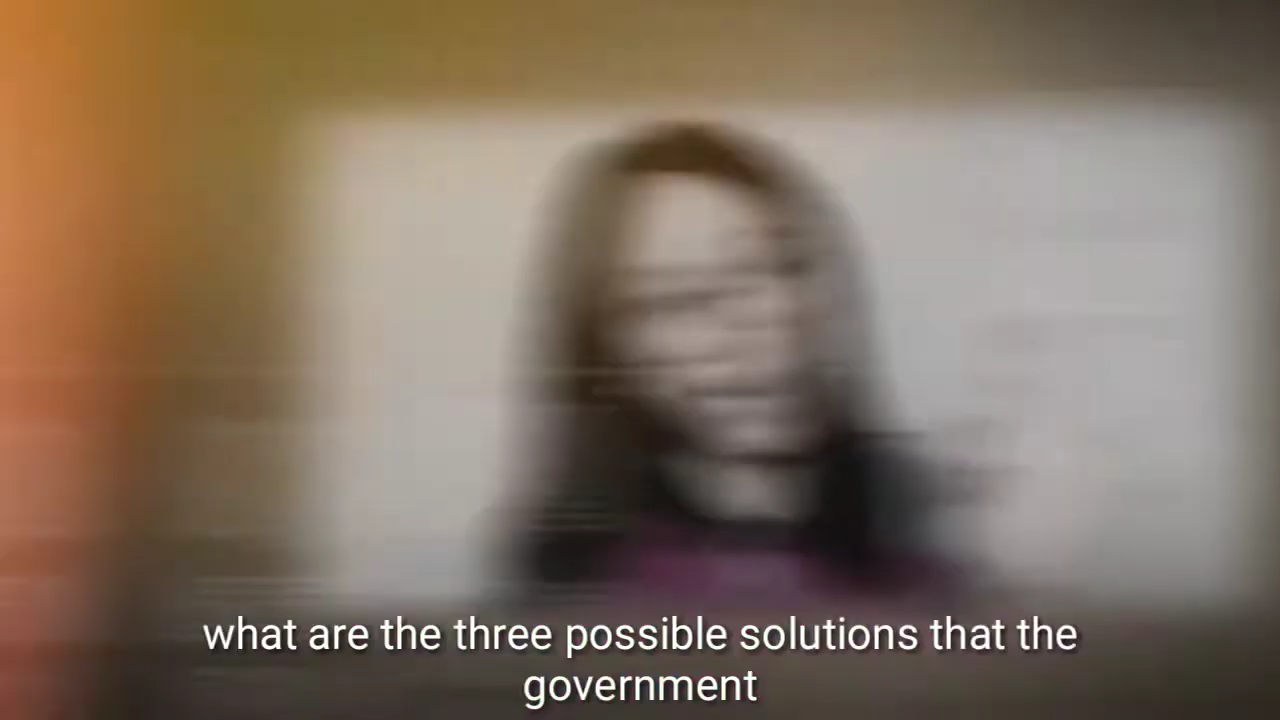 what are the three possible solutions that the
government